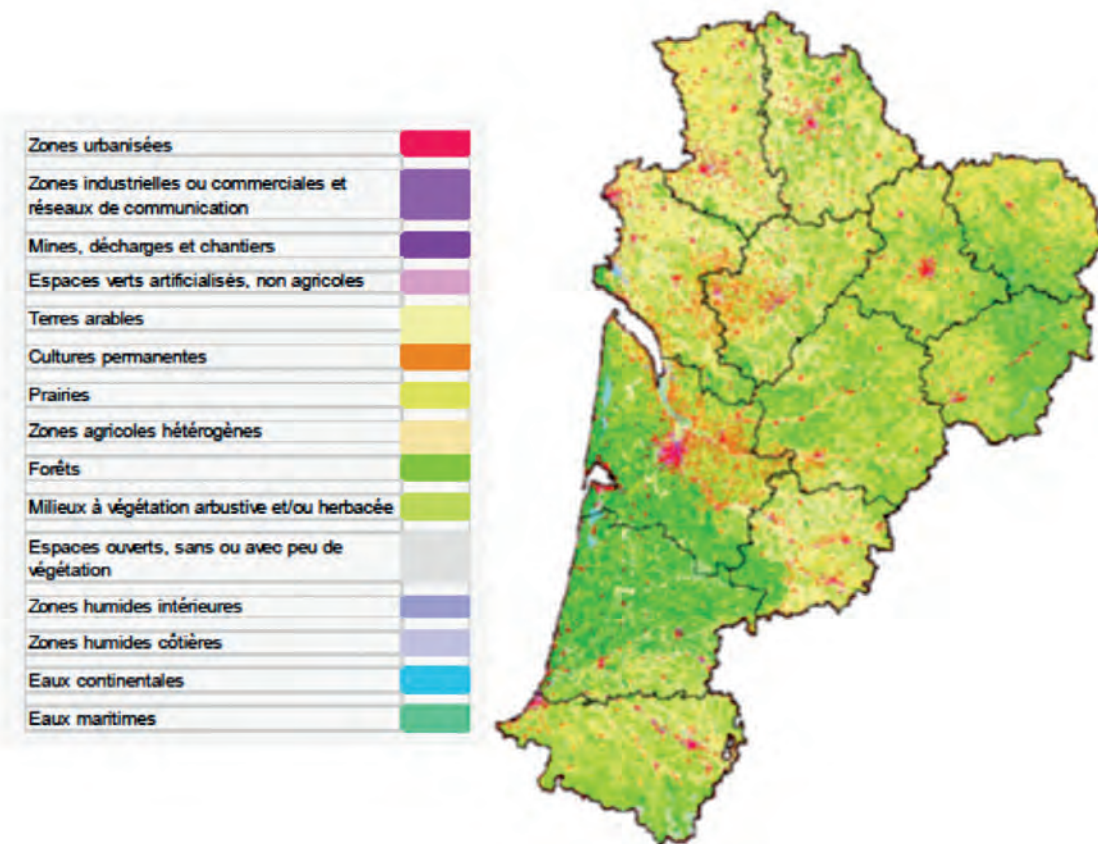 Zones urbanisées
Zones industrielles ou commerciales et
réseaux de communication
Mines, décharges et chantiers
Espaces verts artificialisés, non agricoles
Terres arables
Cultures permanentes
Prairies
Zones agricoles hétérogènes
Forêts
Milieux à végétation arbustive et/ou herbacée
Espaces ouverts, sans ou avec peu de
végétation
Zones humides intérieures
Zones humides côtières
Eaux continentales
Eaux maritimes